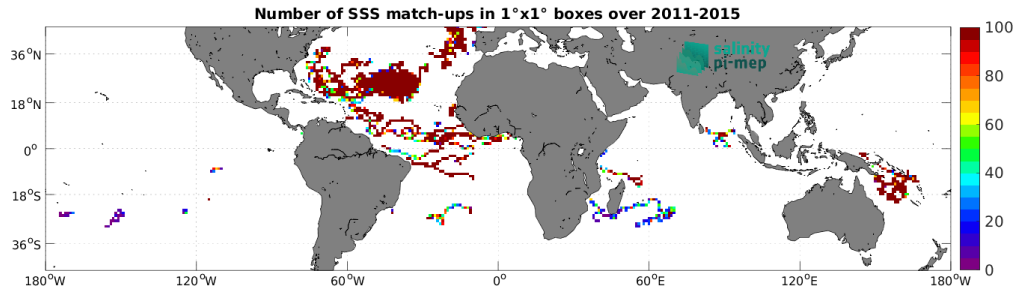 Number of SSS match-ups in 1°x1° boxes over 2011-2015
salinity
pi-mep
36°N
18°N
0°
18°S
36°S
180°W
120°W
60°W
0°
60°E
120°E
180°W
100
80
60
40
20
0